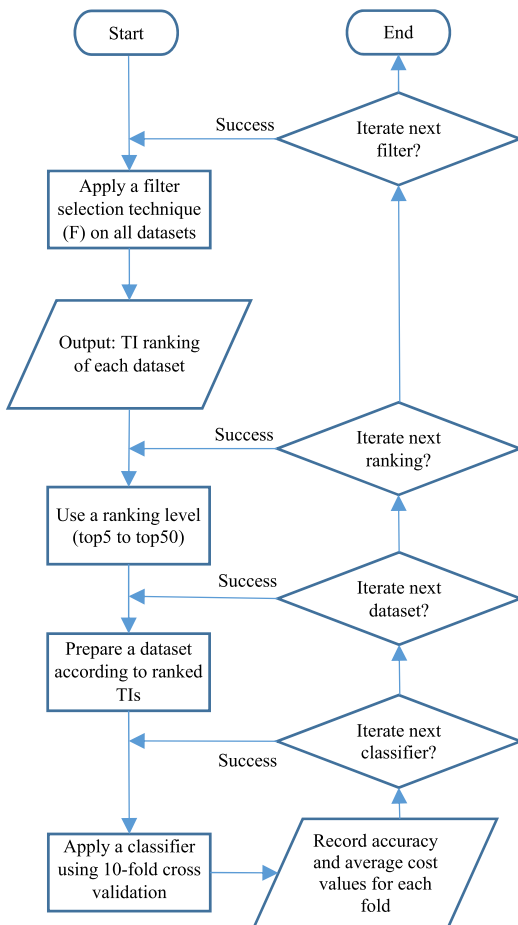 Start
End
Success
Iterate next
filter?
Apply a filter
selection technique
(F) on all datasets
Output: TI ranking
of each dataset
Success
Iterate next
ranking?
Use a ranking level
(top5 to top50)
Success
Iterate next
dataset?
Prepare a dataset
according to ranked
TIs
Iterate next
classifier?
Success
Apply a classifier
using 10-fold cross
validation
Record accuracy
and average cost
values for each
fold